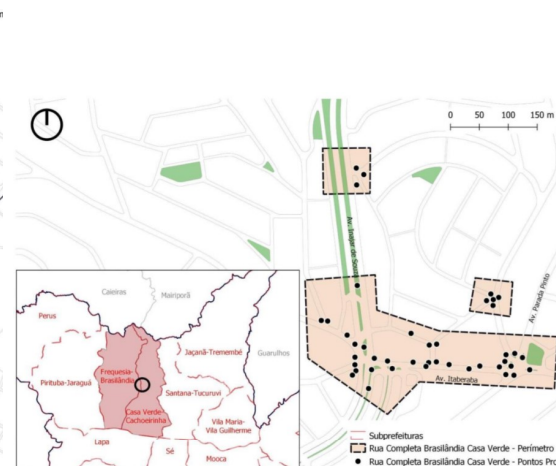 0 50 100 150 m
Av. Inajar de Souza
Av. Parada Pinto
Av. Itaberaba
Caieiras
Mairiporã
Perus
Jaçanã-Tremembé
Guarulhos
Freguesia-
Brasilândia
Pirituba-Jaraguá
Santana-Tucuruvi
Casa Verde-
Cachoeirinha
Vila Maria-
Vila Guilherme
Lapa
Sé
Mooca
Subprefeituras
Rua Completa Brasilândia Casa Verde - Perímetro
Rua Completa Brasilândia Casa Verde - Pontos Pro